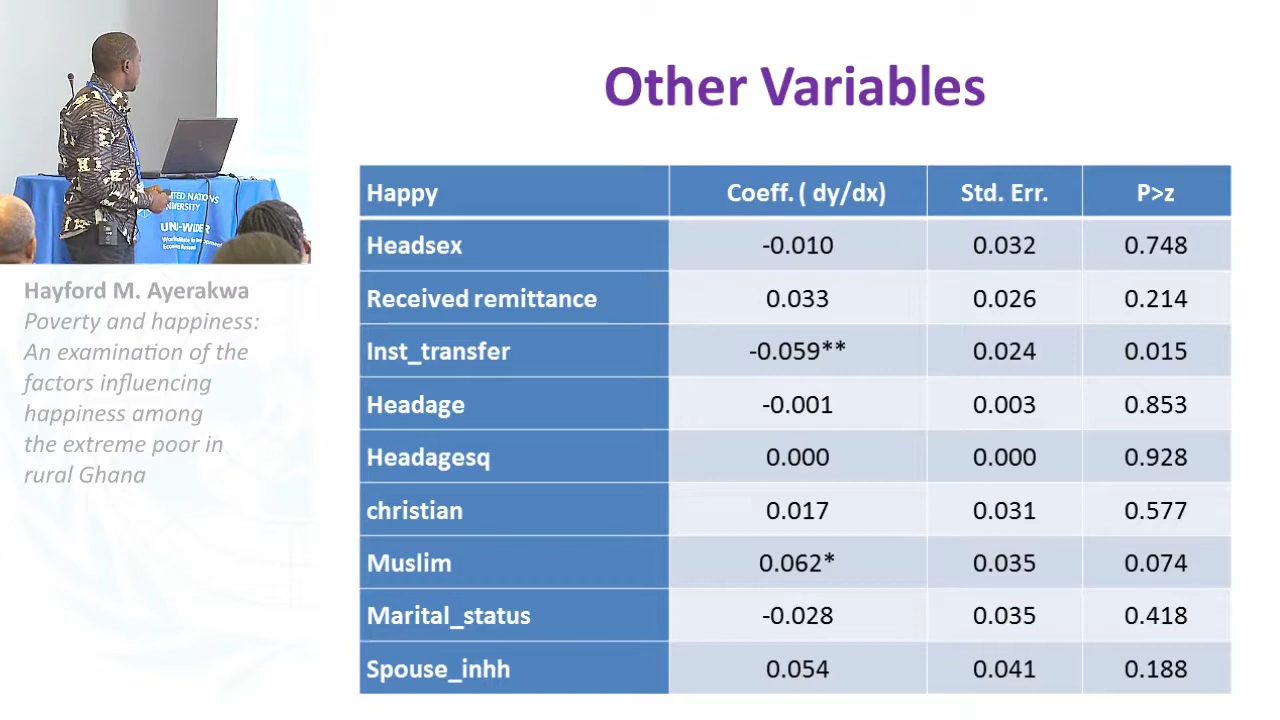 Other Variables
Happy Coeff. ( dy/dx) Std. Err. P>z
Headsex -0.010 0.032 0.748
Received remittance 0.033 0.026 0.214
Inst_transfer -0.059** 0.024 0.015
Headage -0.001 0.003 0.853
Headagesq 0.000 0.000 0.928
christian 0.017 0.031 0.577
Muslim 0.062* 0.035 0.074
Marital_status -0.028 0.035 0.418
Spouse_inhh 0.054 0.041 0.188
UNITED NATIONS
UNIVERSITY
UNU-WIDER
Hayford M. Ayerakwa
Poverty and happiness:
An examination of the
factors influencing
happiness among
the extreme poor in
rural Ghana